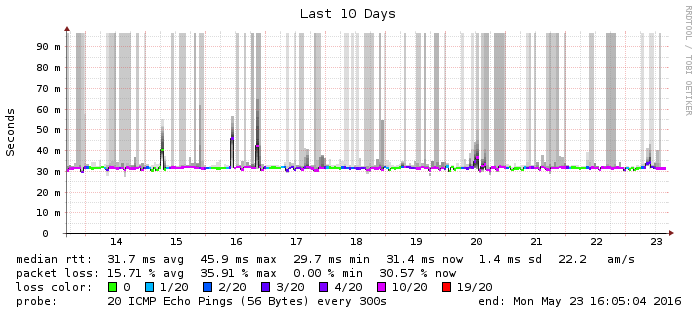 Last 10 Days
RRDTOOL / TOBI OETIKER
Seconds
90 m
80 m
70 m
60 m
50 m
40 m
30 m
20 m
10 m
0
14 15 16 17 18 19 20 21 22 23
median rtt: 31.7 ms avg 45.9 ms max 29.7 ms min 31.4 ms now 1.4 ms sd 22.2 am/s
packet loss: 15.71 % avg 35.91 % max 0.00 % min 30.57 % now
loss color: 0 1/20 2/20 3/20 4/20 10/20 19/20
probe: 20 ICMP Echo Pings (56 Bytes) every 300s end: Mon May 23 16:05:04 2016